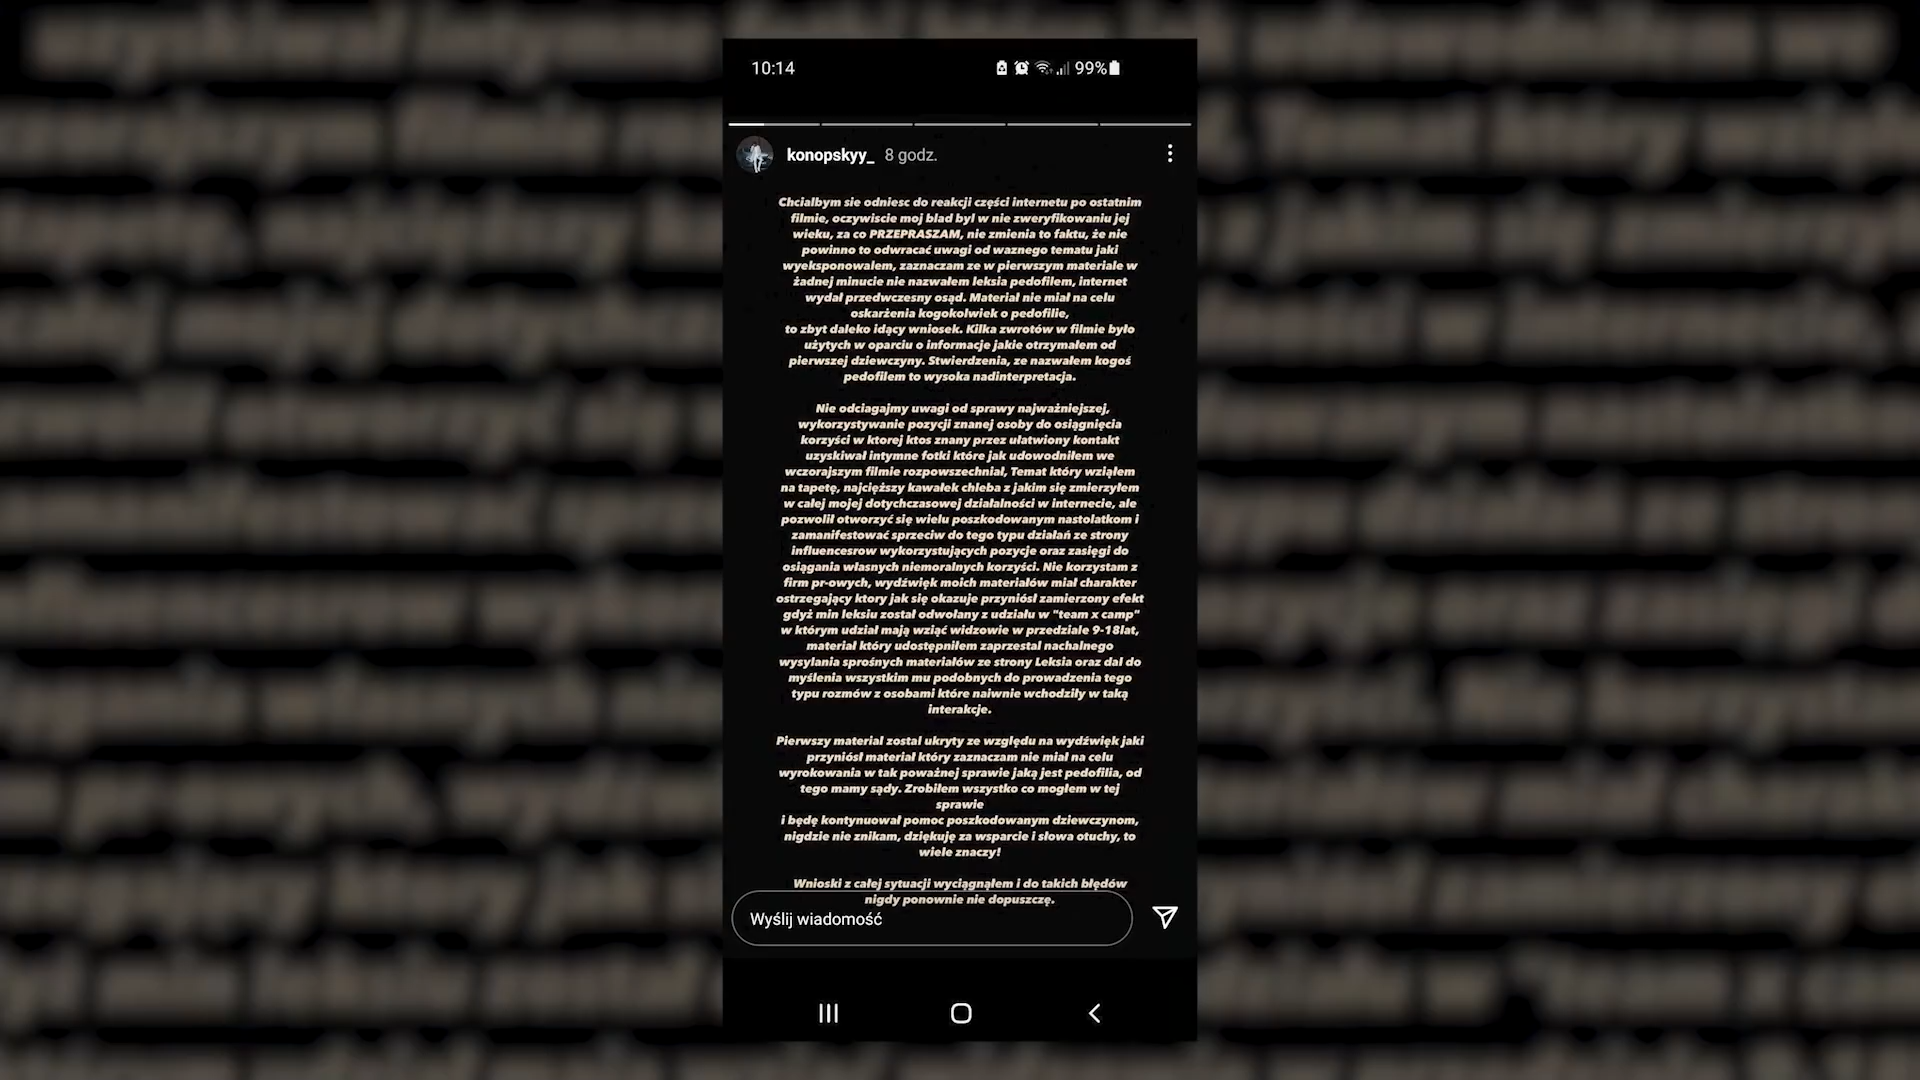 10:14
99%
konopskyy_ 8 godz.
Chcialbym sie odniesc do reakcji części internetu po ostatnim
filmie, oczywiscie moj blad byl w nie zweryfikowaniu jej
wieku, za co PRZEPRASZAM, nie zmienia to faktu, że nie
powinno to odwracać uwagi od waznego tematu jaki
wyeksponowalem, zaznaczam ze w pierwszym materiale w
żadnej minucie nie nazwałem leksia pedofilem, internet
wydał przedwczesny osąd. Materiał nie miał na celu
oskarżenia kogokolwiek o pedofilie,
to zbyt daleko idący wniosek. Kilka zwrotów w filmie było
użytych w oparciu o informacje jakie otrzymałem od
pierwszej dziewczyny. Stwierdzenia, ze nazwałem kogoś
pedofilem to wysoka nadinterpretacja.
Nie odciagajmy uwagi od sprawy najważniejszej,
wykorzystywanie pozycji znanej osoby do osiągnięcia
korzyści w ktorej ktos znany przez ułatwiony kontakt
uzyskiwał intymne fotki które jak udowodniłem we
wczorajszym filmie rozpowszechniał, Temat który wziąłem
na tapetę, najcięższy kawałek chleba z jakim się zmierzyłem
w całej mojej dotychczasowej działalności w internecie, ale
pozwolił otworzyć się wielu poszkodowanym nastolatkom i
zamanifestować sprzeciw do tego typu działań ze strony
influencesrow wykorzystujących pozycje oraz zasięgi do
osiągania własnych niemoralnych korzyści. Nie korzystam z
firm pr-owych, wydźwięk moich materiałów miał charakter
ostrzegający ktory jak się okazuje przyniósł zamierzony efekt
gdyż min leksiu został odwołany z udziału w "team x camp"
w którym udział mają wziąć widzowie w przedziale 9-18lat,
materiał który udostępniłem zaprzestal nachalnego
wysylania sprośnych materiałów ze strony Leksia oraz dal do
myślenia wszystkim mu podobnych do prowadzenia tego
typu rozmów z osobami które naiwnie wchodziły w taką
interakcje.
Pierwszy material zostal ukryty ze względu na wydźwięk jaki
przyniósł materiał który zaznaczam nie miał na celu
wyrokowania w tak poważnej sprawie jaką jest pedofilia, od
tego mamy sądy. Zrobiłem wszystko co mogłem w tej
sprawie
i będę kontynuował pomoc poszkodowanym dziewczynom,
nigdzie nie znikam, dziękuję za wsparcie i słowa otuchy, to
wiele znaczy!
Wnioski z całej sytuacji wyciągnąłem i do takich błędów
nigdy ponownie nie dopuszczę.
Wyślij wiadomość